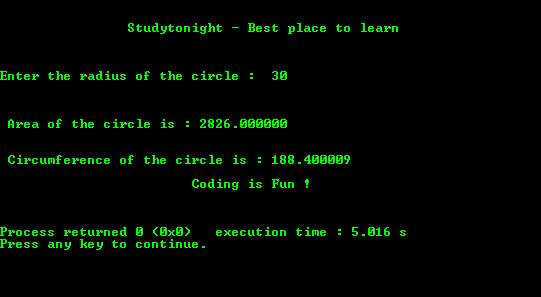 Studytonight - Best place to learn
Enter the radius of the circle :  30
Area of the circle is : 2826.000000
Circumference of the circle is : 188.400009
Coding is Fun !
Process returned 0 (0x0)   execution time : 5.016 s
Press any key to continue.